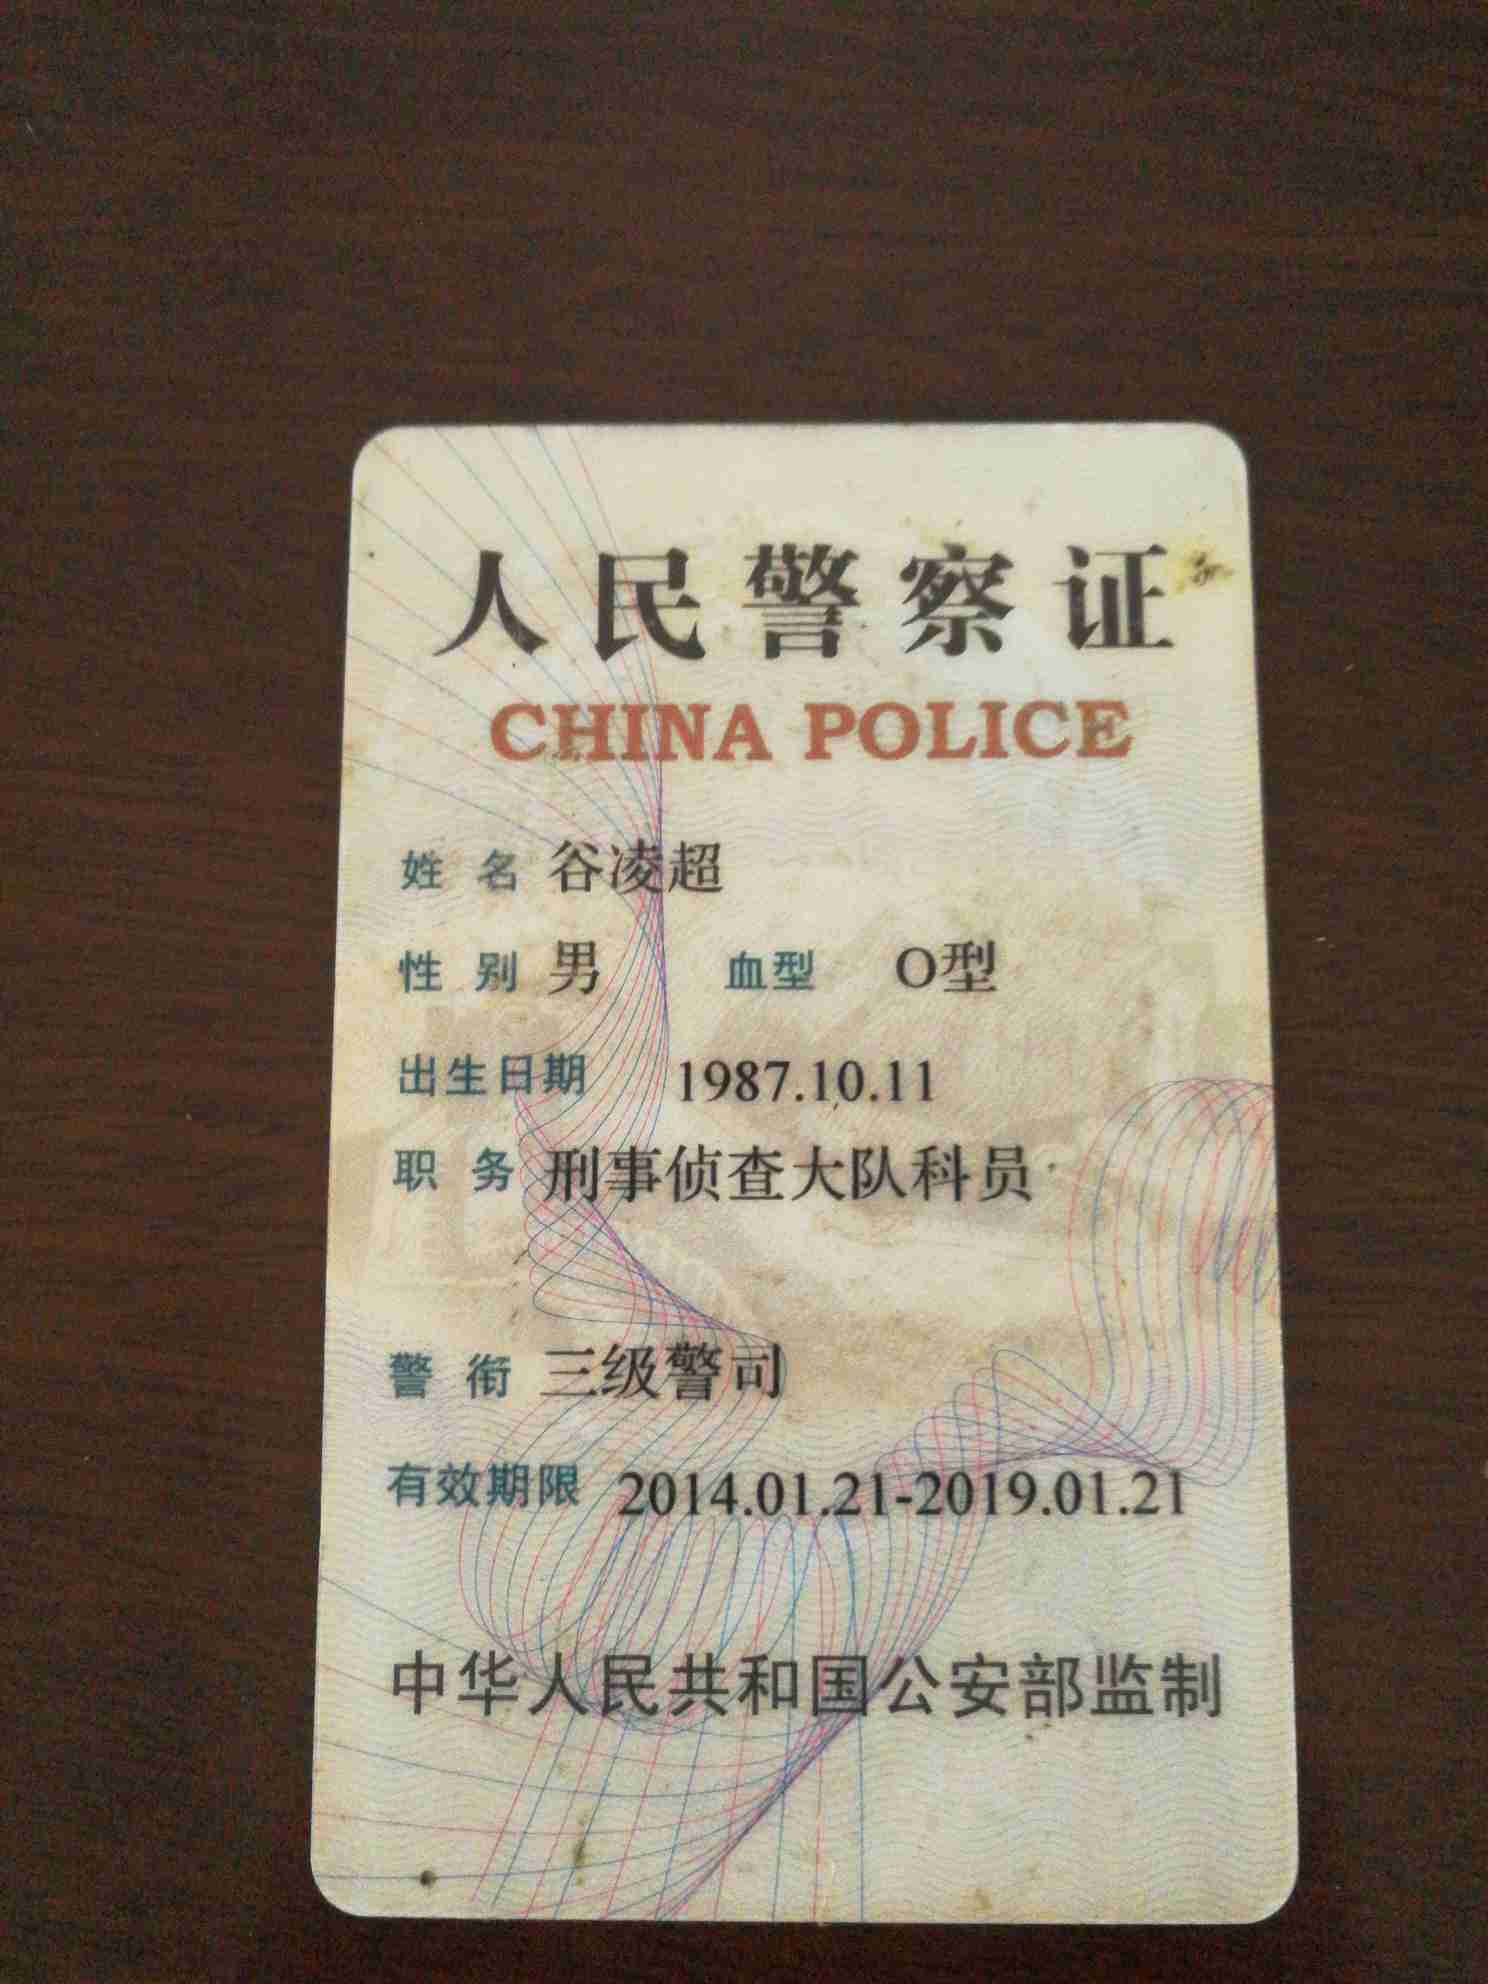 人民警察证
CHINA POLICE
姓名 谷凌超
性别 男 血型 O型
出生日期 1987.10.11
职务 刑事侦查大队科员
警衔 三级警司
有效期限 2014.01.21-2019.01.21
中华人民共和国公安部监制